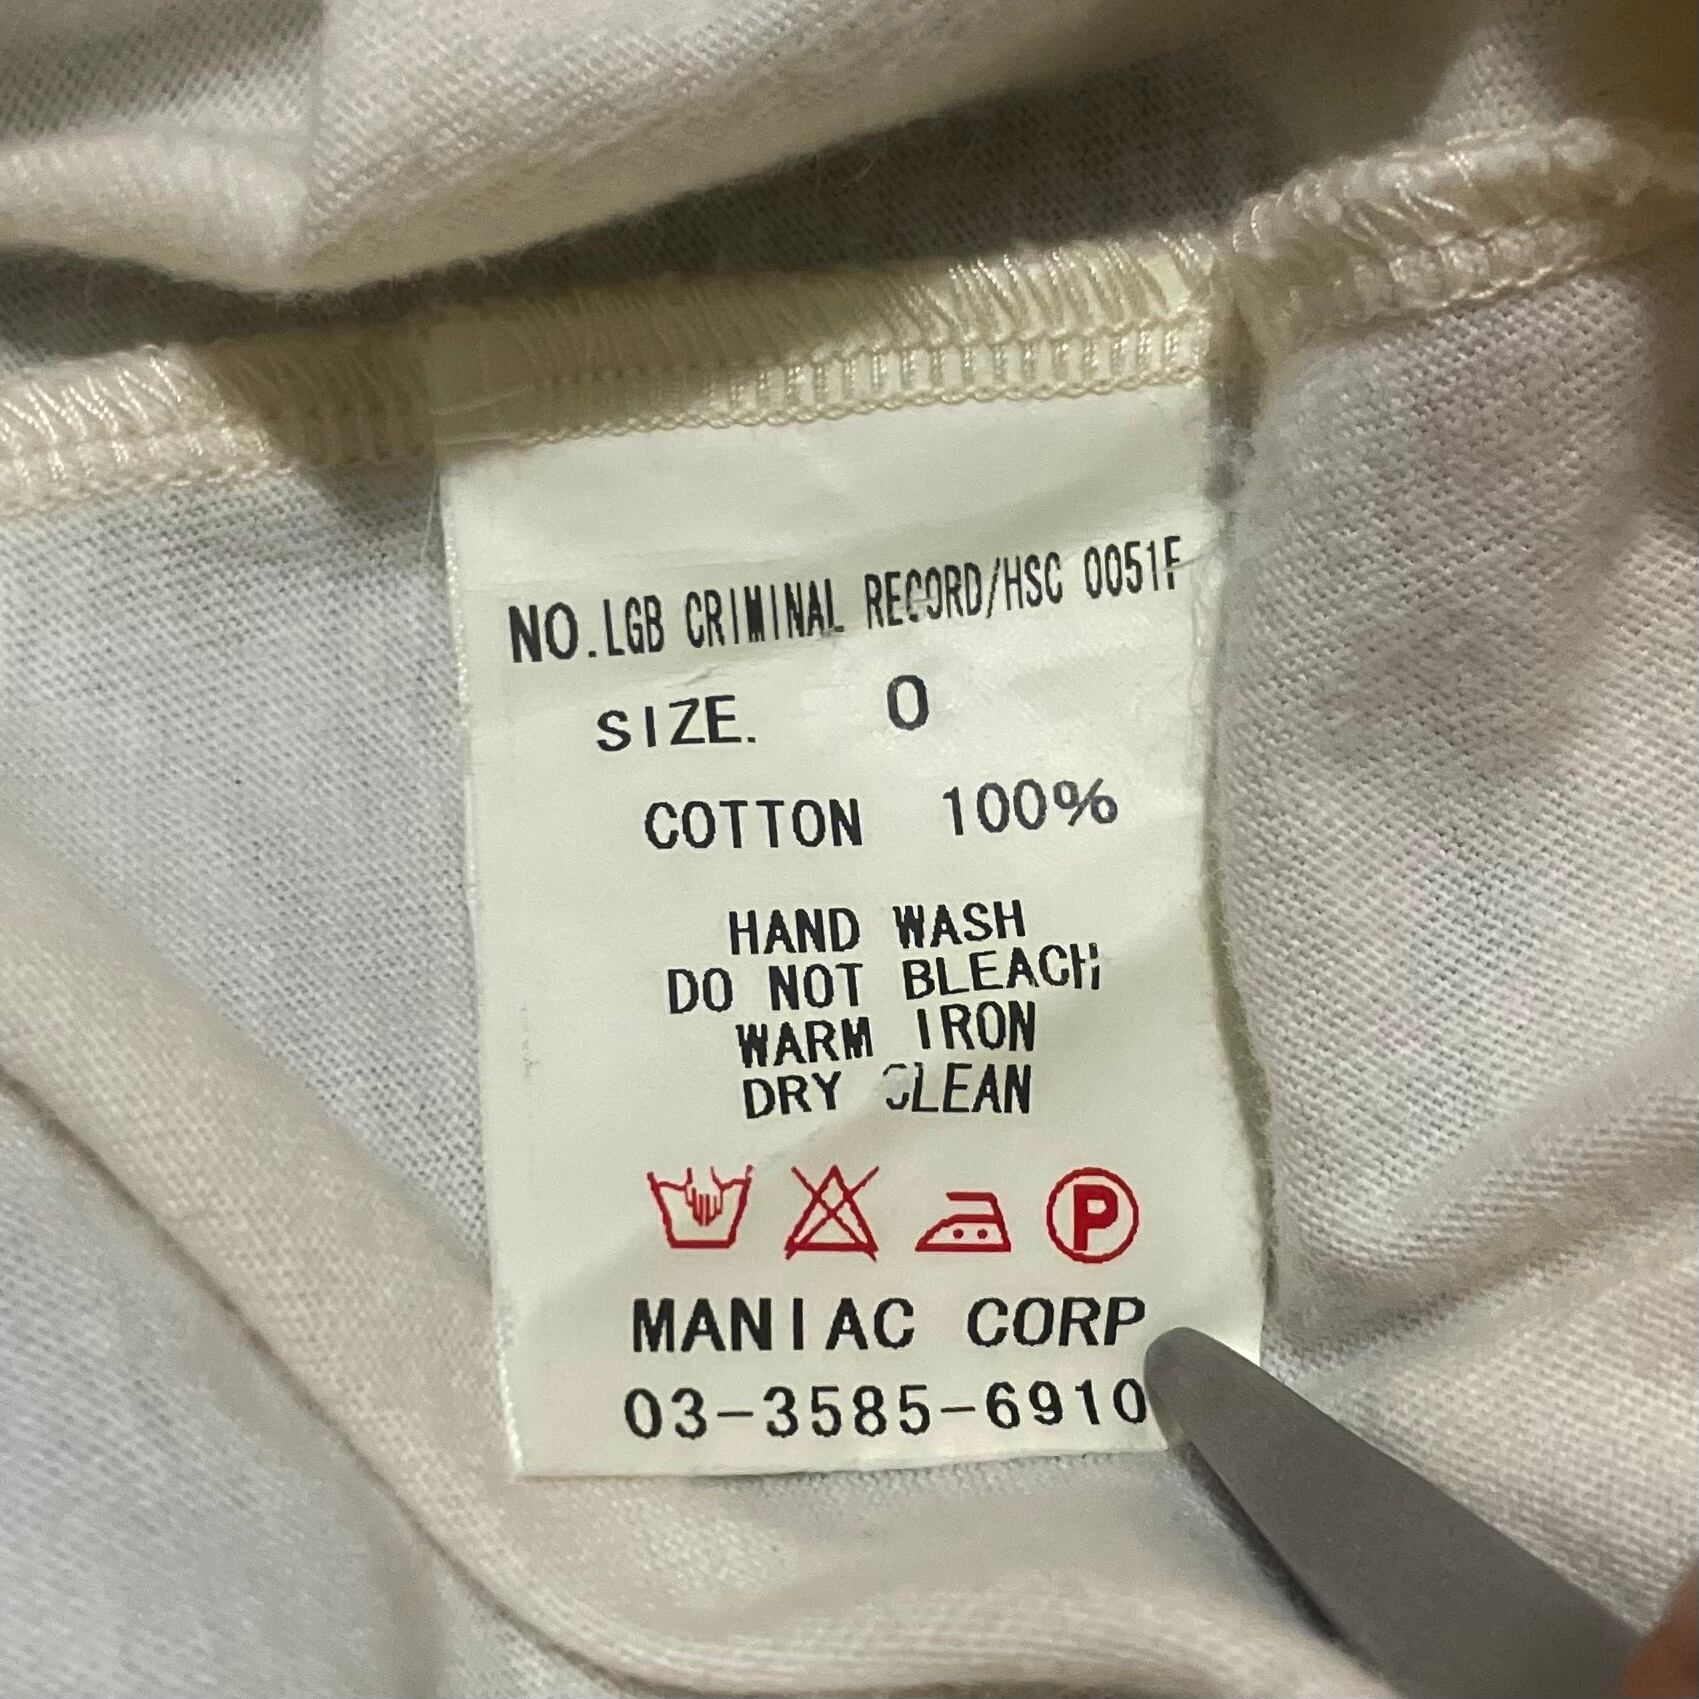 NO.LGB CRIMINAL RECORD/HSC 0051F
SIZE. 0
COTTON 100%
HAND WASH
DO NOT BLEACH
WARM IRON
DRY CLEAN
P
MANIAC CORP
03-3585-6910